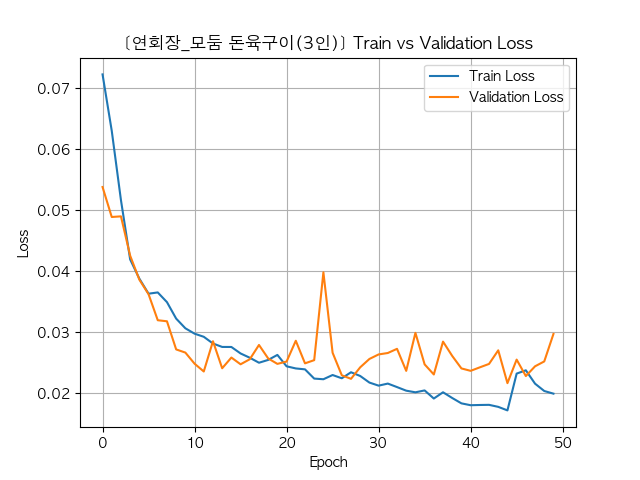 [연회장_모둠 돈육구이(3인)] Train vs Validation Loss
Train Loss
Validation Loss
Loss
0.07
0.06
0.05
0.04
0.03
0.02
0 10 20 30 40 50
Epoch